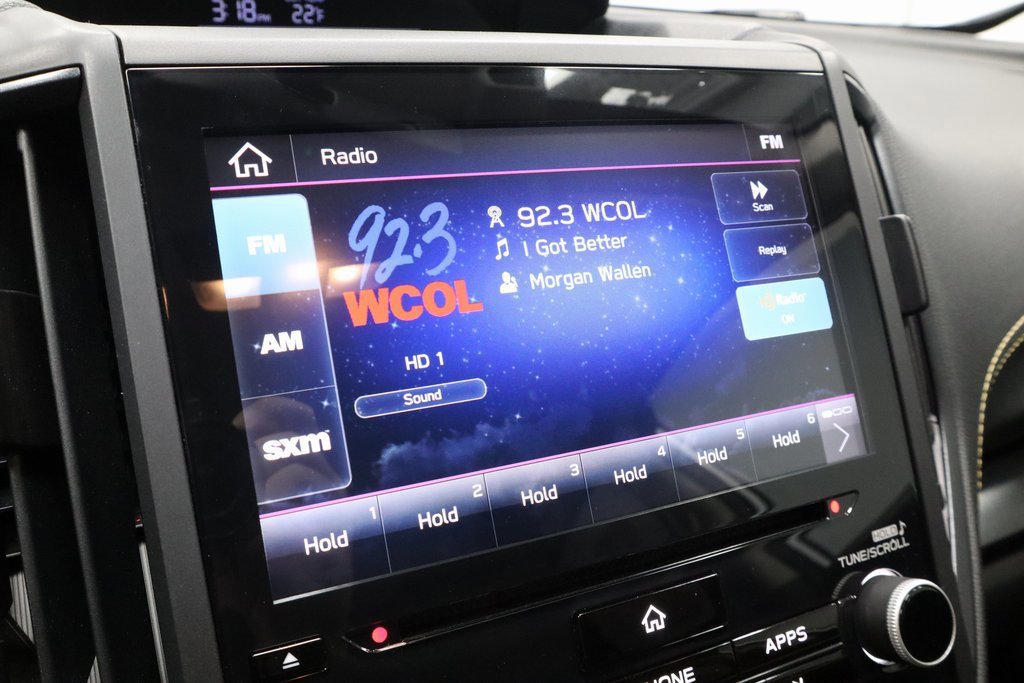 3:18 PM 22°F
Radio FM
FM
AM
sxm
92.3
WCOL
92.3 WCOL
I Got Better
Morgan Wallen
HD 1
Sound
Scan
Replay
Radio
ON
1 2 3 4 5 6
Hold Hold Hold Hold Hold Hold
HOLD
TUNE/SCROLL
APPS
PHONE